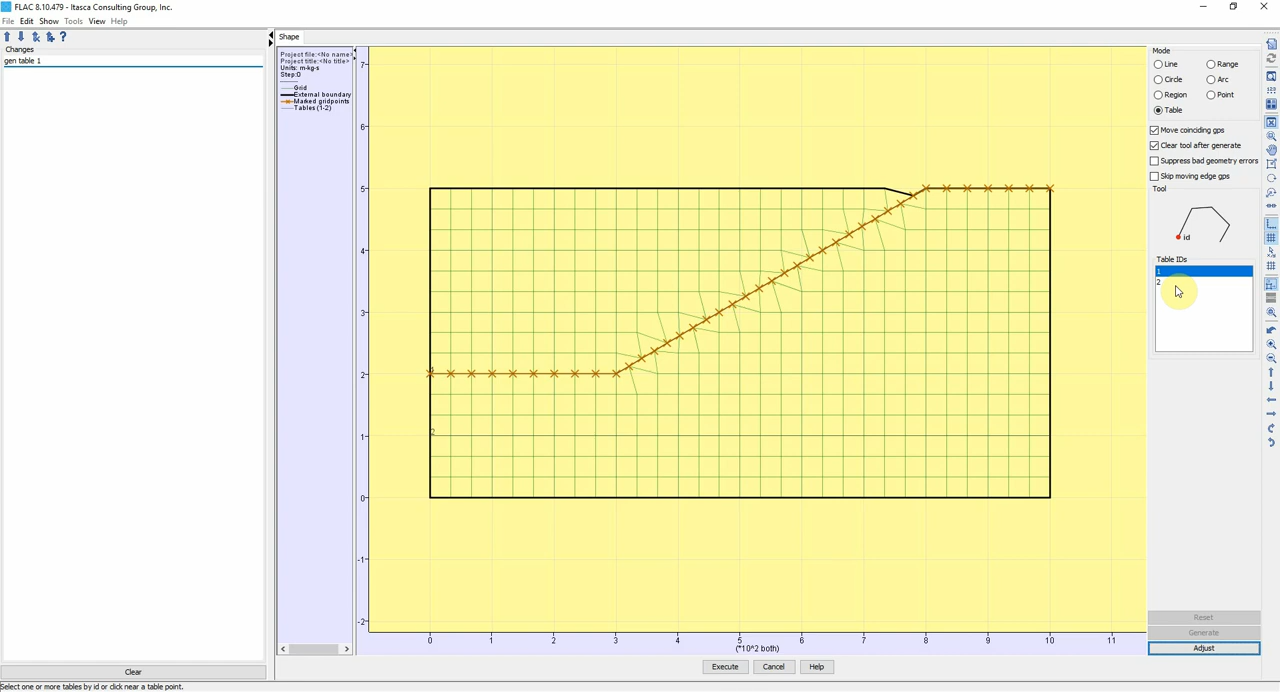 FLAC 8.10.479 - Itasca Consulting Group, Inc.
File Edit Show Tools View Help
Changes
gen table 1
Clear
Shape
Project file:<No name>
Project title:<No title>
Units: m-kg-s
Step:0
Grid
External boundary
Marked gridpoints
Tables (1-2)
7
6
5
4
3
2
1
0
-1
-2
1
2
0 1 2 3 4 5 6 7 8 9 10 11
(*10^2 both)
Execute Cancel Help
Mode
Line Range
Circle Arc
Region Point
Table
Move coinciding gps
Clear tool after generate
Suppress bad geometry errors
Skip moving edge gps
Tool
id
Table IDs
1
2
Reset
Generate
Adjust
Select one or more tables by id or click near a table point.